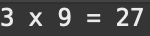 3 x 9 = 27